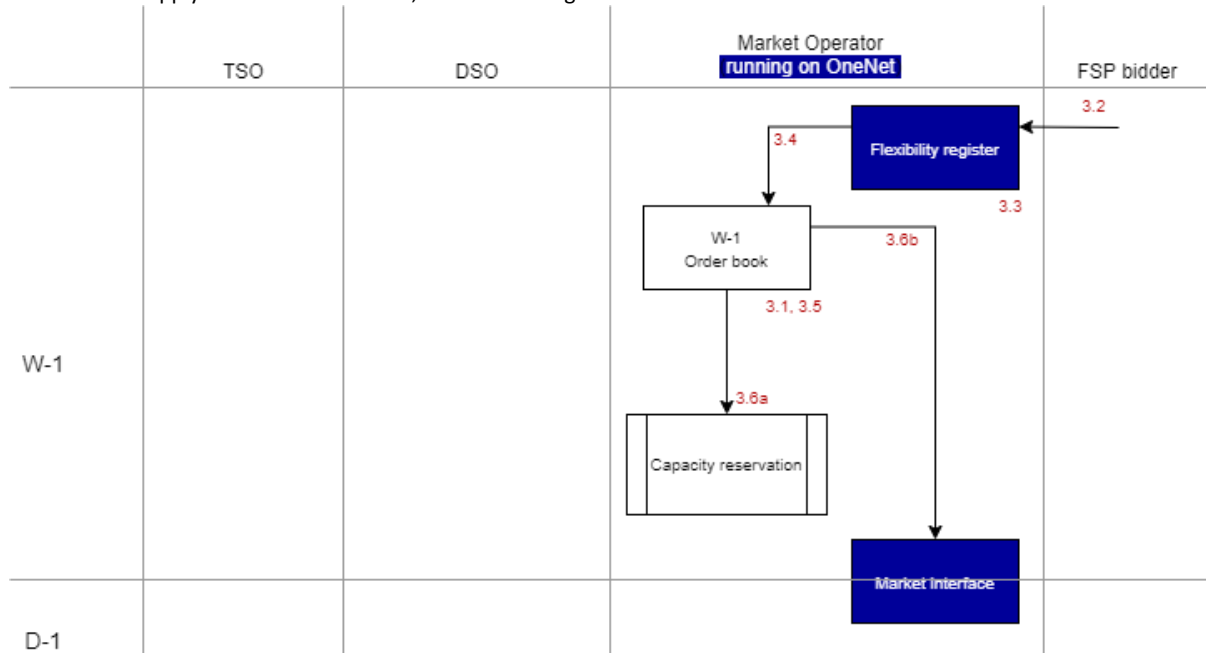 Market Operator
TSO
DSO
running on OneNet
FSP bidder
3.2
3.4
Flexibility register
3.3
W-1
Order book
3.6b
3.1, 3.5
W-1
3.6a
Capacity reservation
Market Interface
D-1